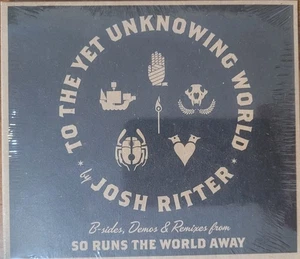 TO THE YET UNKNOWING WORLD
by JOSH RITTER
B-sides, Demos & Remixes from
SO RUNS THE WORLD AWAY